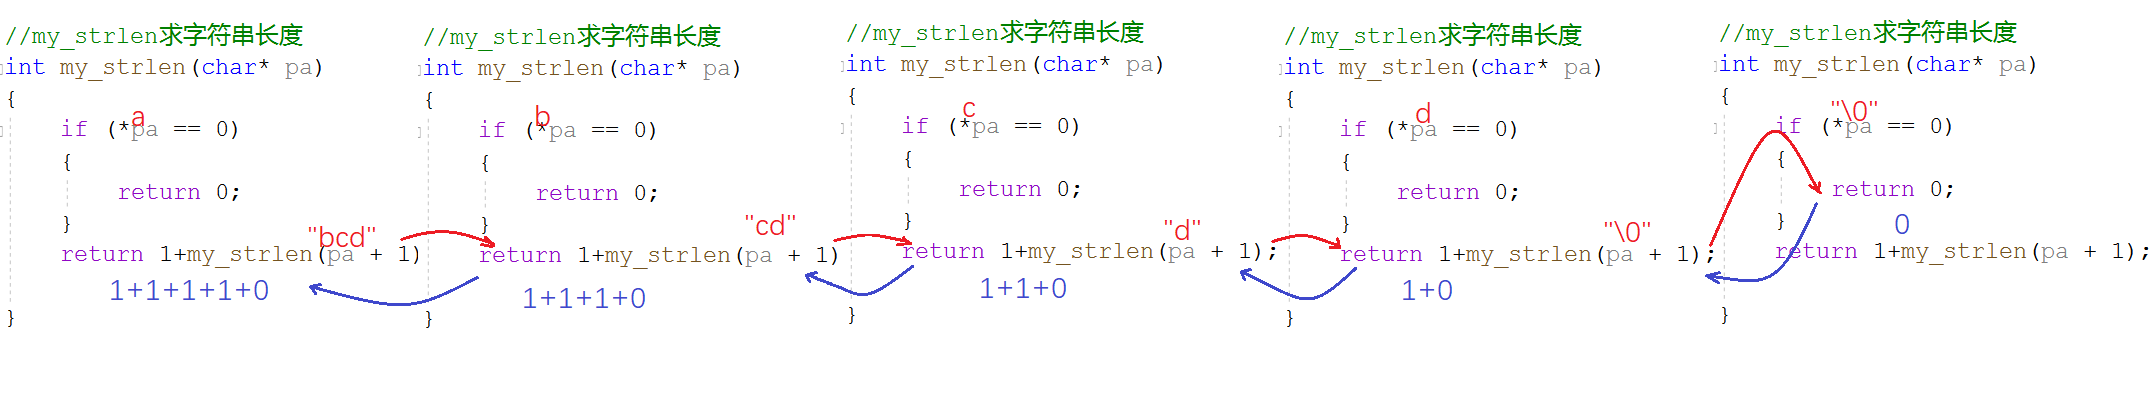 //my_strlen求字符串长度
int my_strlen(char* pa)
{
a
if (*pa == 0)
{
return 0;
}
"bcd"
return 1+my_strlen(pa + 1)
1+1+1+1+0
}
//my_strlen求字符串长度
int my_strlen(char* pa)
{
b
if (*pa == 0)
{
return 0;
}
"cd"
return 1+my_strlen(pa + 1)
1+1+1+0
}
//my_strlen求字符串长度
int my_strlen(char* pa)
{
c
if (*pa == 0)
{
return 0;
}
"d"
return 1+my_strlen(pa + 1);
1+1+0
}
//my_strlen求字符串长度
int my_strlen(char* pa)
{
d
if (*pa == 0)
{
return 0;
}
"\0"
return 1+my_strlen(pa + 1);
1+0
}
//my_strlen求字符串长度
int my_strlen(char* pa)
{
"\0"
if (*pa == 0)
{
return 0;
}
0
return 1+my_strlen(pa + 1);
}